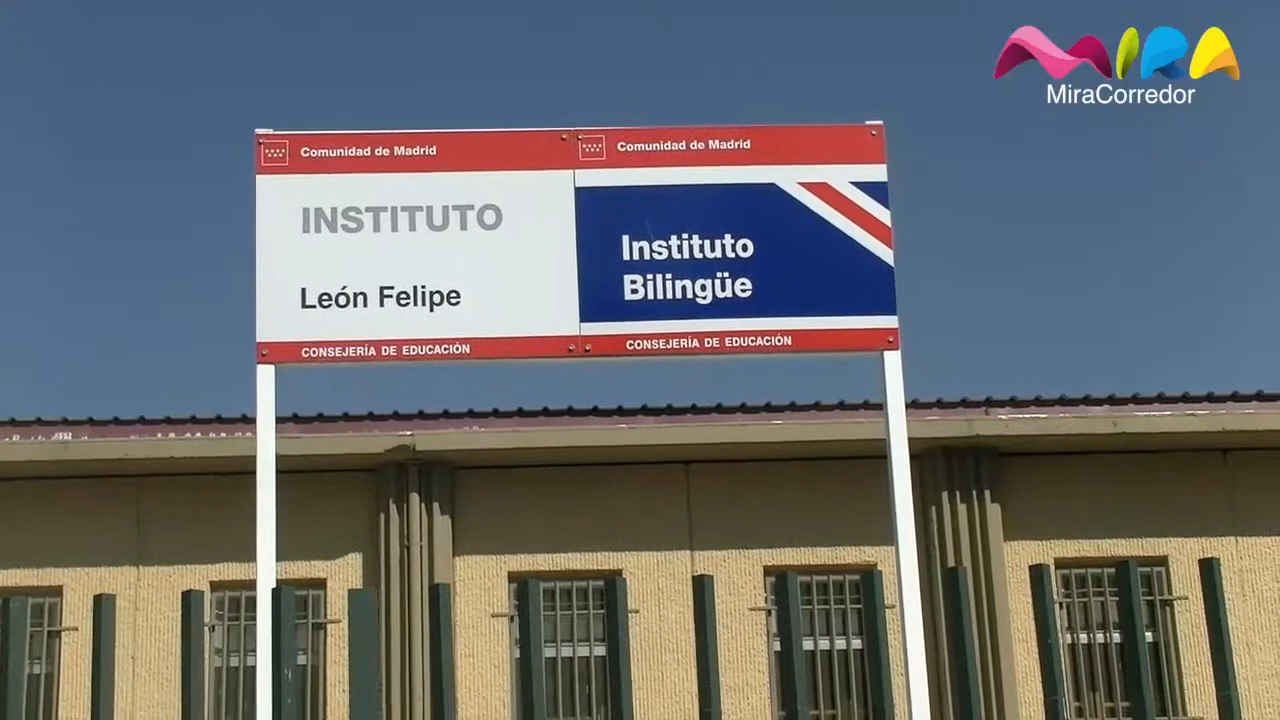 MIRA
MiraCorredor
Comunidad de Madrid
INSTITUTO
León Felipe
CONSEJERÍA DE EDUCACIÓN
Comunidad de Madrid
Instituto
Bilingüe
CONSEJERÍA DE EDUCACIÓN